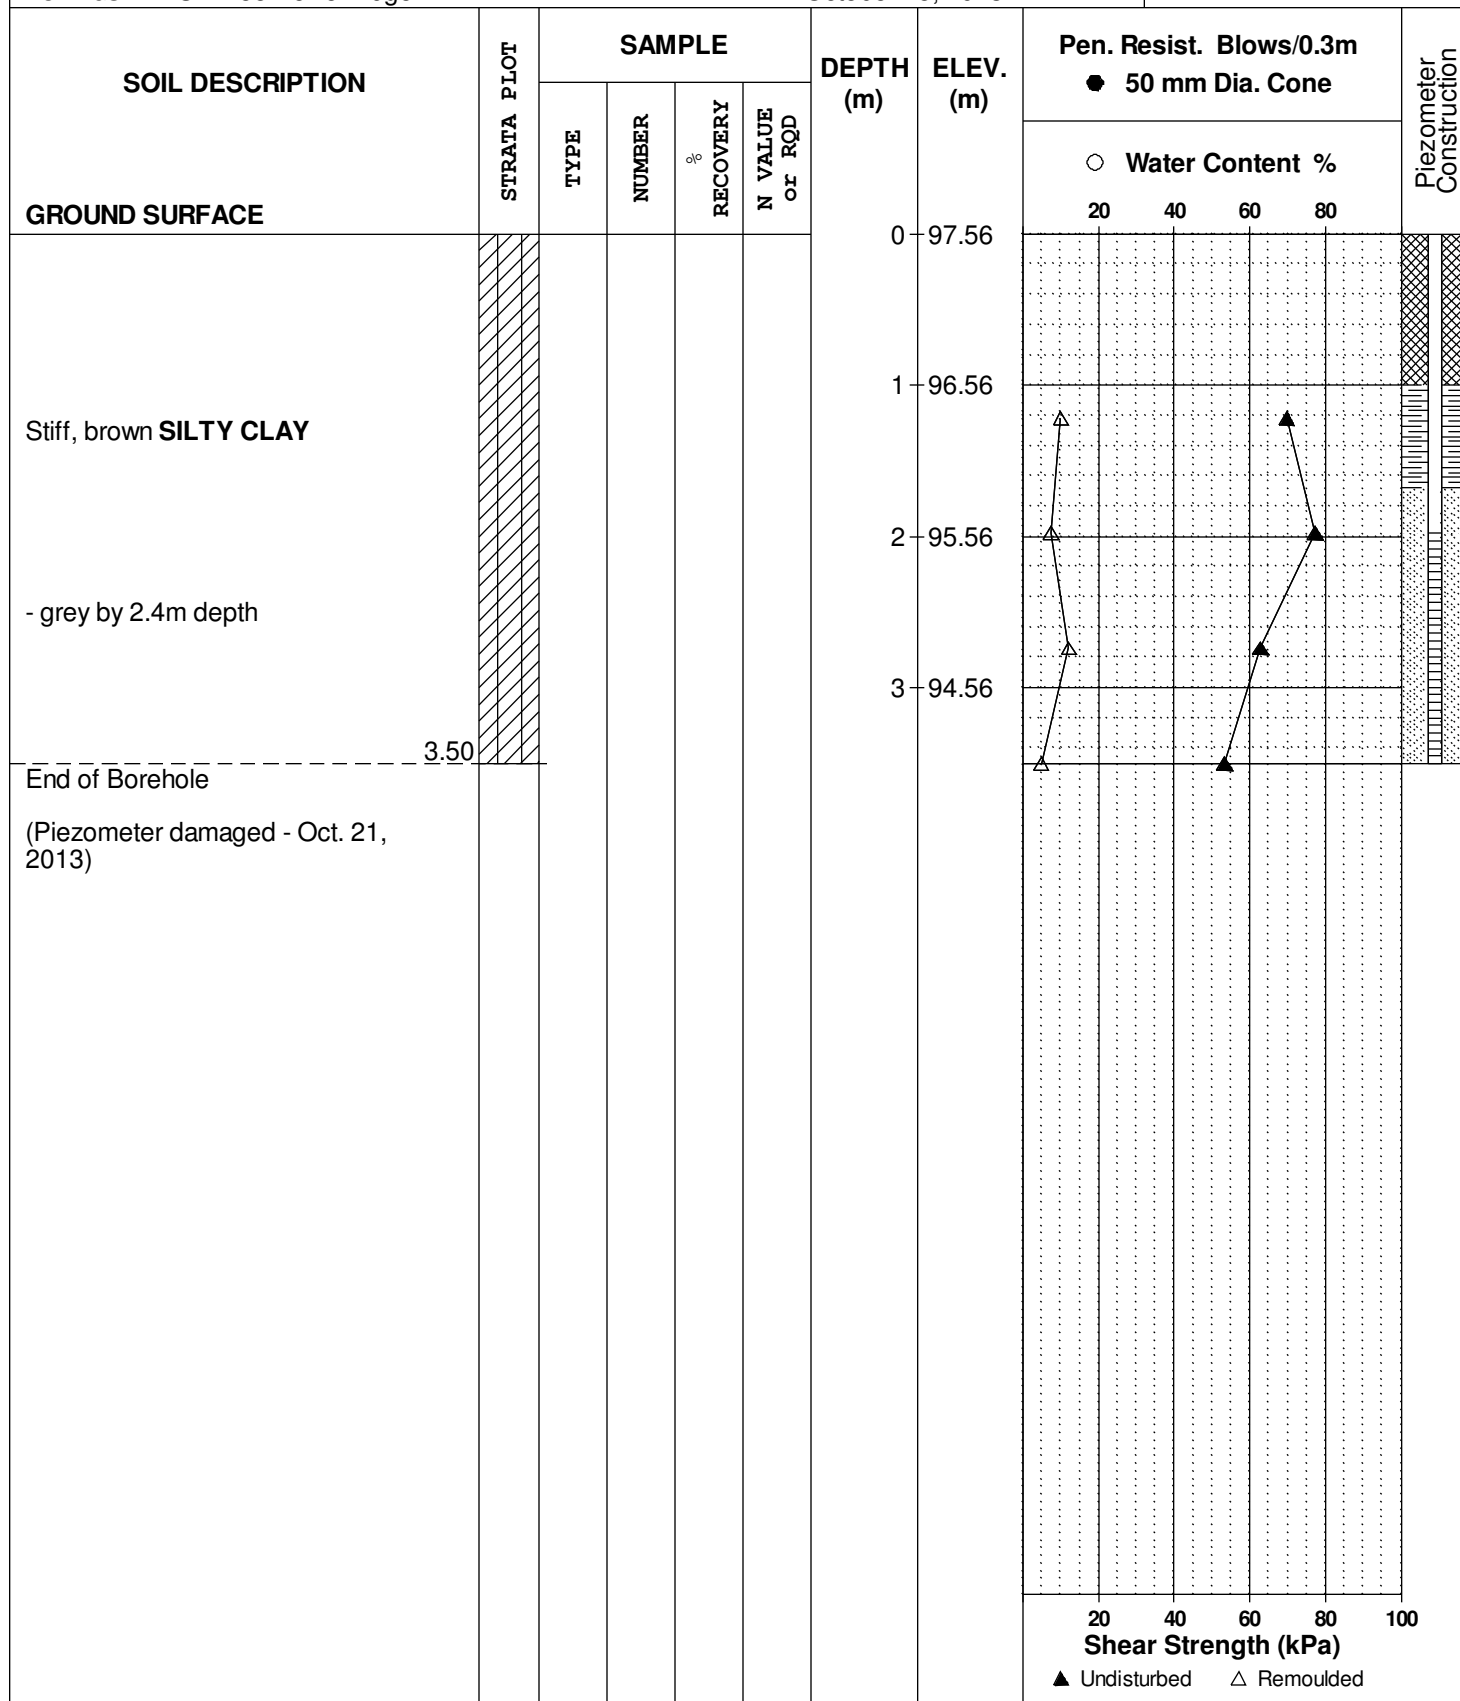 SOIL DESCRIPTION
GROUND SURFACE
STRATA PLOT
SAMPLE
TYPE
NUMBER
%
RECOVERY
N VALUE
or RQD
DEPTH
(m)
ELEV.
(m)
Pen. Resist. Blows/0.3m
● 50 mm Dia. Cone
○ Water Content %
20 40 60 80
Piezometer
Construction
0 97.56
1 96.56
Stiff, brown SILTY CLAY
2 95.56
- grey by 2.4m depth
3 94.56
3.50
End of Borehole
(Piezometer damaged - Oct. 21,
2013)
20 40 60 80 100
Shear Strength (kPa)
▲ Undisturbed △ Remoulded